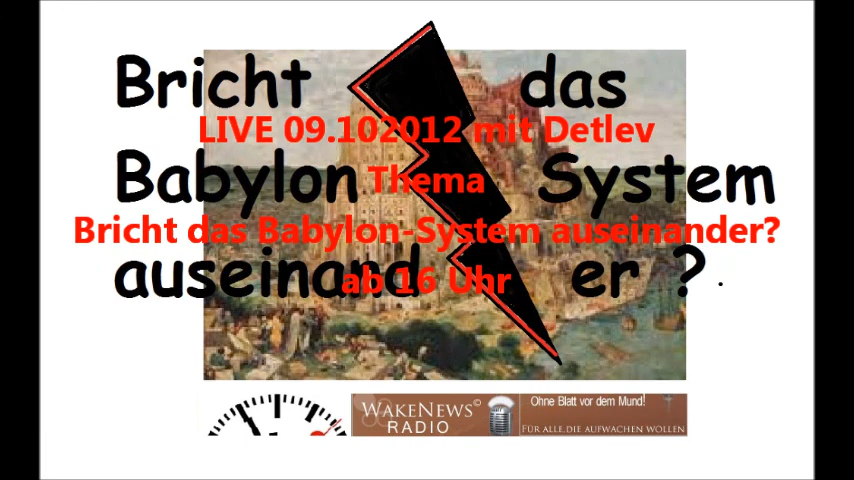 Bricht das
LIVE 09.102012 mit Detlev
Babylon System
Thema
Bricht das Babylon-System auseinander?
auseinand er ?
ab 16 Uhr
WAKENEWS© RADIO
Ohne Blatt vor dem Mund!
FÜR ALLE,DIE AUFWACHEN WOLLEN